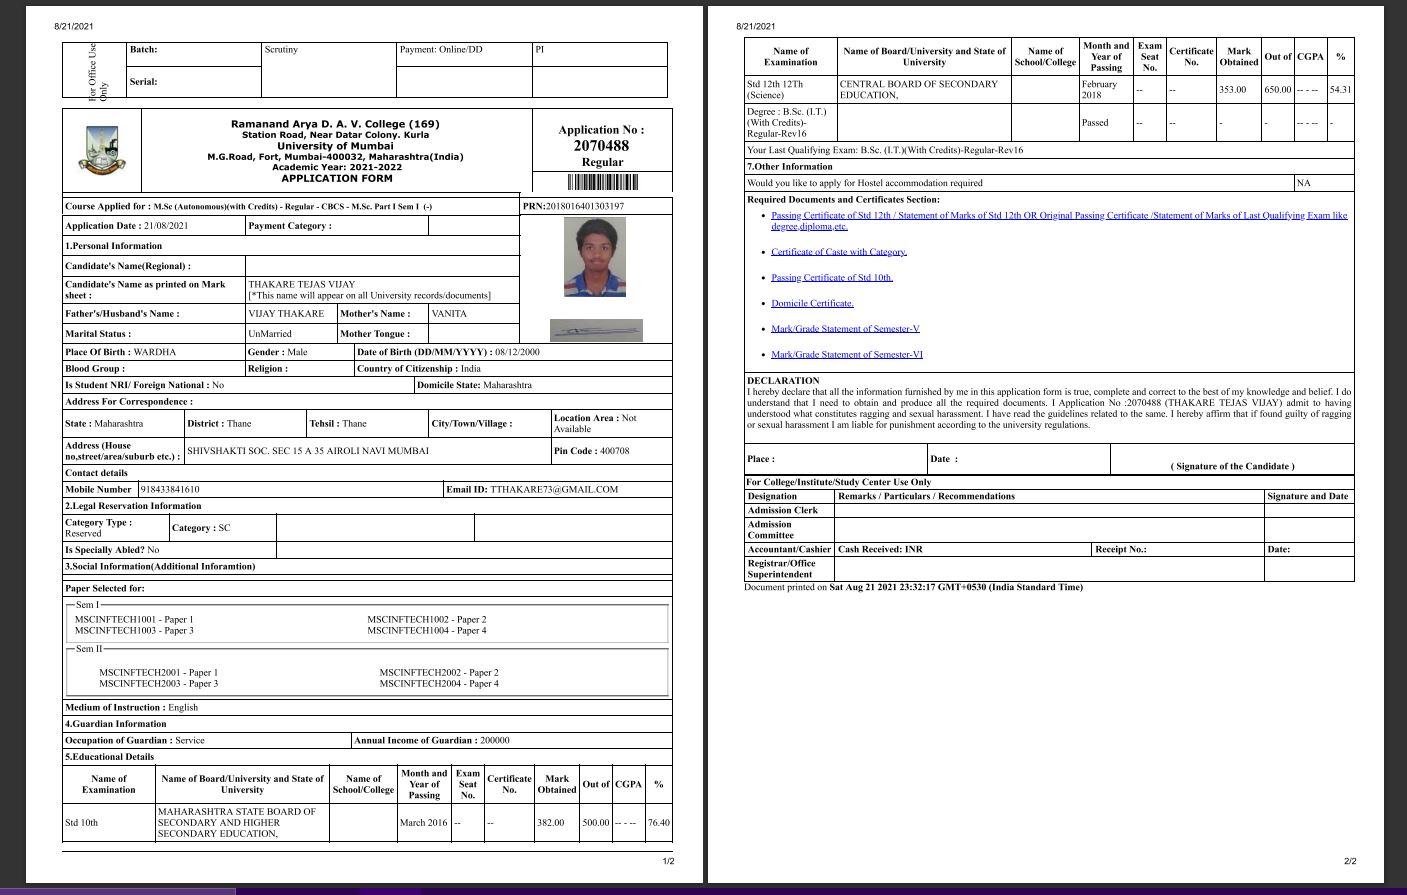 8/21/2021
For Office Use Only
Batch:
Scrutiny
Payment: Online/DD
PI
Serial:
Ramanand Arya D. A. V. College (163)
Station Road, Near Datar Colony. Kurla
University of Mumbai
M.G.Road, Fort, Mumbai-400032, Maharashtra(India)
Academic Year: 2021-2022
APPLICATION FORM
Application No :
2070488
Regular
Course Applied for : M.Sc (Autonomous)(with Credits) - Regular - CBCS - M.Sc. Part I Sem I (-)
PRN:2018016401303197
Application Date : 21/08/2021
Payment Category :
1.Personal Information
Candidate's Name(Regional) :
Candidate's Name as printed on Mark sheet :
THAKARE TEJAS VIJAY
[*This name will appear on all University records/documents]
Father's/Husband's Name :
VIJAY THAKARE
Mother's Name :
VANITA
Marital Status :
UnMarried
Mother Tongue :
Place Of Birth : WARDHA
Gender : Male
Date of Birth (DD/MM/YYYY) : 08/12/2000
Blood Group :
Religion :
Country of Citizenship : India
Is Student NRI/ Foreign National : No
Domicile State: Maharashtra
Address For Correspondence :
State : Maharashtra
District : Thane
Tehsil : Thane
City/Town/Village :
Location Area : Not Available
Address (House no,street/area/suburb etc.) :
SHIVSHAKTI SOC. SEC 15 A 35 AIROLI NAVI MUMBAI
Pin Code : 400708
Contact details
Mobile Number
918433841610
Email ID: TTHAKARE73@GMAIL.COM
2.Legal Reservation Information
Category Type : Reserved
Category : SC
Is Specially Abled? No
3.Social Information(Additional Inforamtion)
Paper Selected for:
Sem I
MSCINFTECH1001 - Paper 1
MSCINFTECH1002 - Paper 2
MSCINFTECH1003 - Paper 3
MSCINFTECH1004 - Paper 4
Sem II
MSCINFTECH2001 - Paper 1
MSCINFTECH2002 - Paper 2
MSCINFTECH2003 - Paper 3
MSCINFTECH2004 - Paper 4
Medium of Instruction : English
4.Guardian Information
Occupation of Guardian : Service
Annual Income of Guardian : 200000
5.Educational Details
Name of Examination
Name of Board/University and State of University
Name of School/College
Month and Year of Passing
Exam Seat No.
Certificate No.
Mark Obtained
Out of
CGPA
%
Std 10th
MAHARASHTRA STATE BOARD OF SECONDARY AND HIGHER SECONDARY EDUCATION,
March 2016
--
--
382.00
500.00
-- - --
76.40
1/2
8/21/2021
Name of Examination
Name of Board/University and State of University
Name of School/College
Month and Year of Passing
Exam Seat No.
Certificate No.
Mark Obtained
Out of
CGPA
%
Std 12th 12Th (Science)
CENTRAL BOARD OF SECONDARY EDUCATION,
February 2018
--
--
353.00
650.00
-- - --
54.31
Degree : B.Sc. (I.T.) (With Credits)-Regular-Rev16
Passed
--
--
-
-
-- - --
-
Your Last Qualifying Exam: B.Sc. (I.T.)(With Credits)-Regular-Rev16
7.Other Information
Would you like to apply for Hostel accommodation required
NA
Required Documents and Certificates Section:
• Passing Certificate of Std 12th / Statement of Marks of Std 12th OR Original Passing Certificate /Statement of Marks of Last Qualifying Exam like
degree,diploma,etc.
• Certificate of Caste with Category.
• Passing Certificate of Std 10th.
• Domicile Certificate.
• Mark/Grade Statement of Semester-V
• Mark/Grade Statement of Semester-VI
DECLARATION
I hereby declare that all the information furnished by me in this application form is true, complete and correct to the best of my knowledge and belief. I do
understand that I need to obtain and produce all the required documents. I Application No :2070488 (THAKARE TEJAS VIJAY) admit to having
understood what constitutes ragging and sexual harassment. I have read the guidelines related to the same. I hereby affirm that if found guilty of ragging
or sexual harassment I am liable for punishment according to the university regulations.
Place :
Date :
( Signature of the Candidate )
For College/Institute/Study Center Use Only
Designation
Remarks / Particulars / Recommendations
Signature and Date
Admission Clerk
Admission Committee
Accountant/Cashier
Cash Received: INR
Receipt No.:
Date:
Registrar/Office Superintendent
Document printed on Sat Aug 21 2021 23:32:17 GMT+0530 (India Standard Time)
2/2